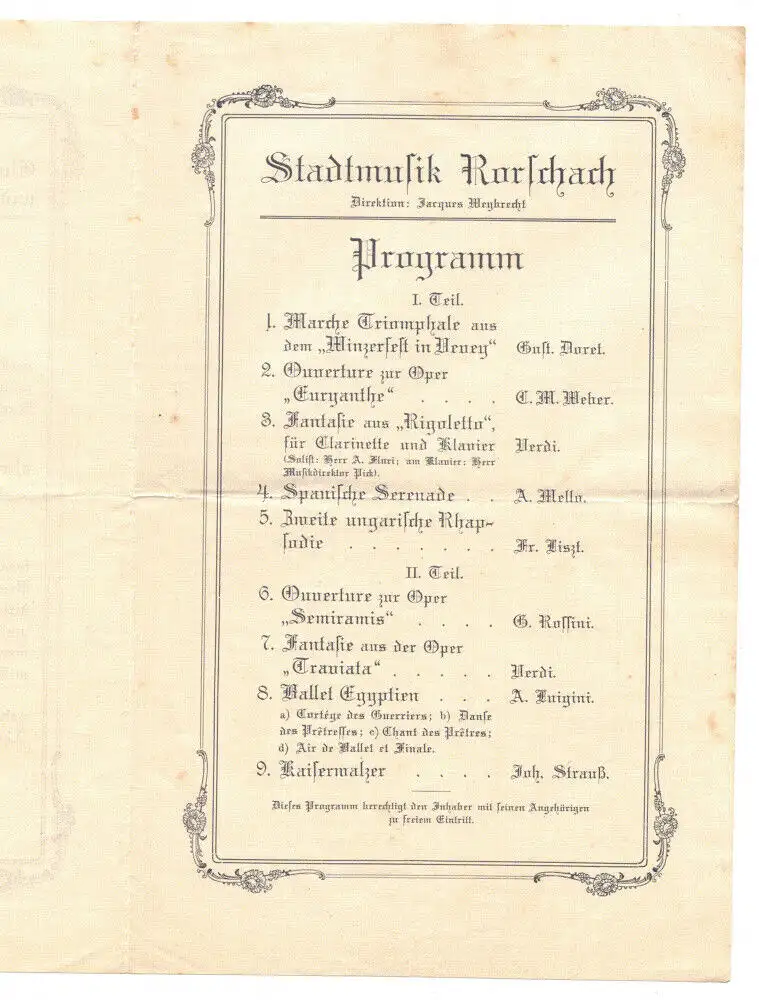 Stadtmusik Rorschach
Direktion: Jacques Weybrecht
Programm
I. Teil.
1. Marche Triomphale aus
dem „Winzerfest in Vevey“ Gust. Doret.
2. Ouverture zur Oper
„Euryanthe“ . . . . C. M. Weber.
3. Fantasie aus „Rigoletto“,
für Clarinette und Klavier Verdi.
(Solist: Herr A. Fluri; am Klavier: Herr
Musikdirektor Pick).
4. Spanische Serenade . . A. Mello.
5. Zweite ungarische Rhap-
sodie . . . . . . . Fr. Liszt.
II. Teil.
6. Ouverture zur Oper
„Semiramis“ . . . . G. Rossini.
7. Fantasie aus der Oper
„Traviata“ . . . . . Verdi.
8. Ballet Egyptien . . . A. Luigini.
a) Cortége des Guerriers; b) Danse
des Prêtresses; c) Chant des Prêtres;
d) Air de Ballet et Finale.
9. Kaiserwalzer . . . . Joh. Strauß.
Dieses Programm berechtigt den Inhaber mit seinen Angehörigen
zu freiem Eintritt.